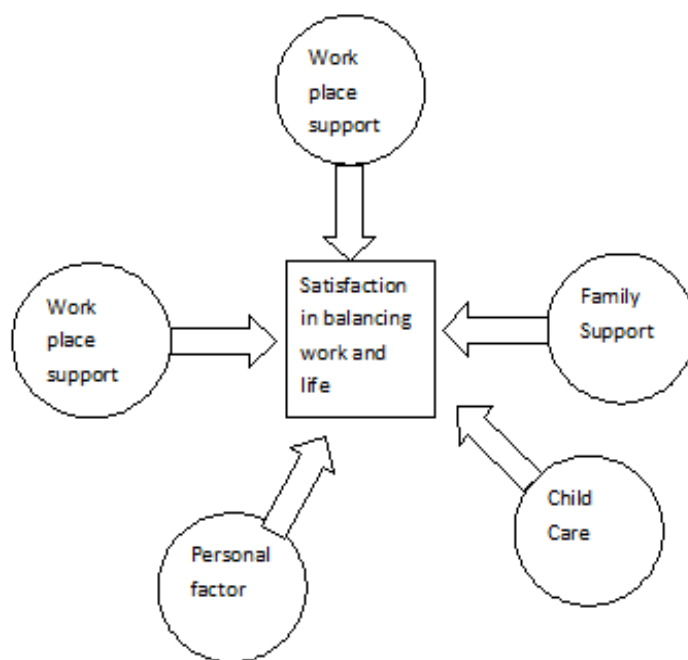 Work
place
support
Work
place
support
Satisfaction
in balancing
work and
life
Family
Support
Child
Care
Personal
factor